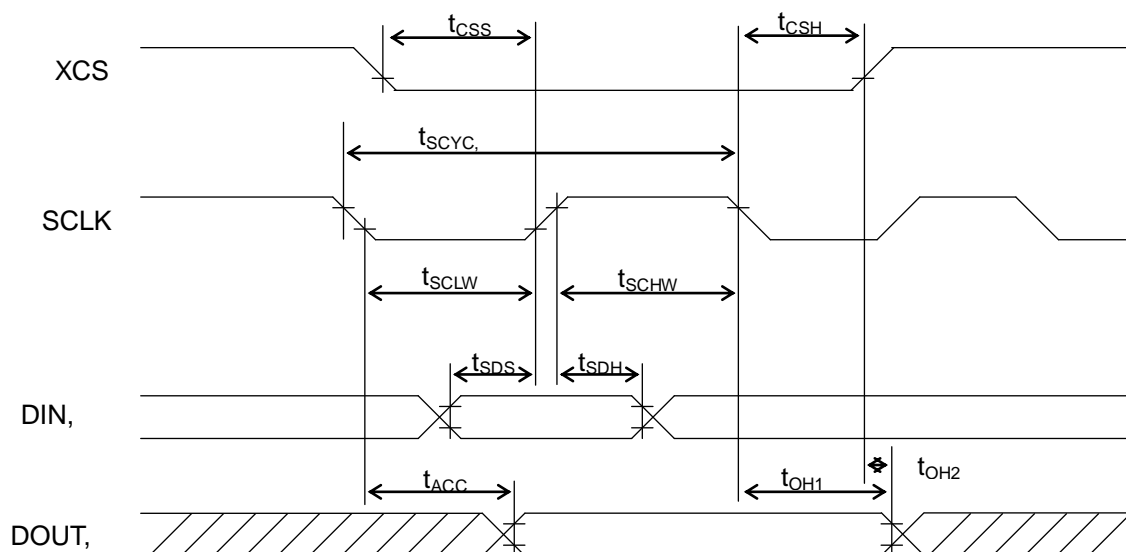 tCSS
tCSH
XCS
tSCYC,
SCLK
tSCLW
tSCHW
tSDS
tSDH
DIN,
tACC
tOH1
tOH2
DOUT,